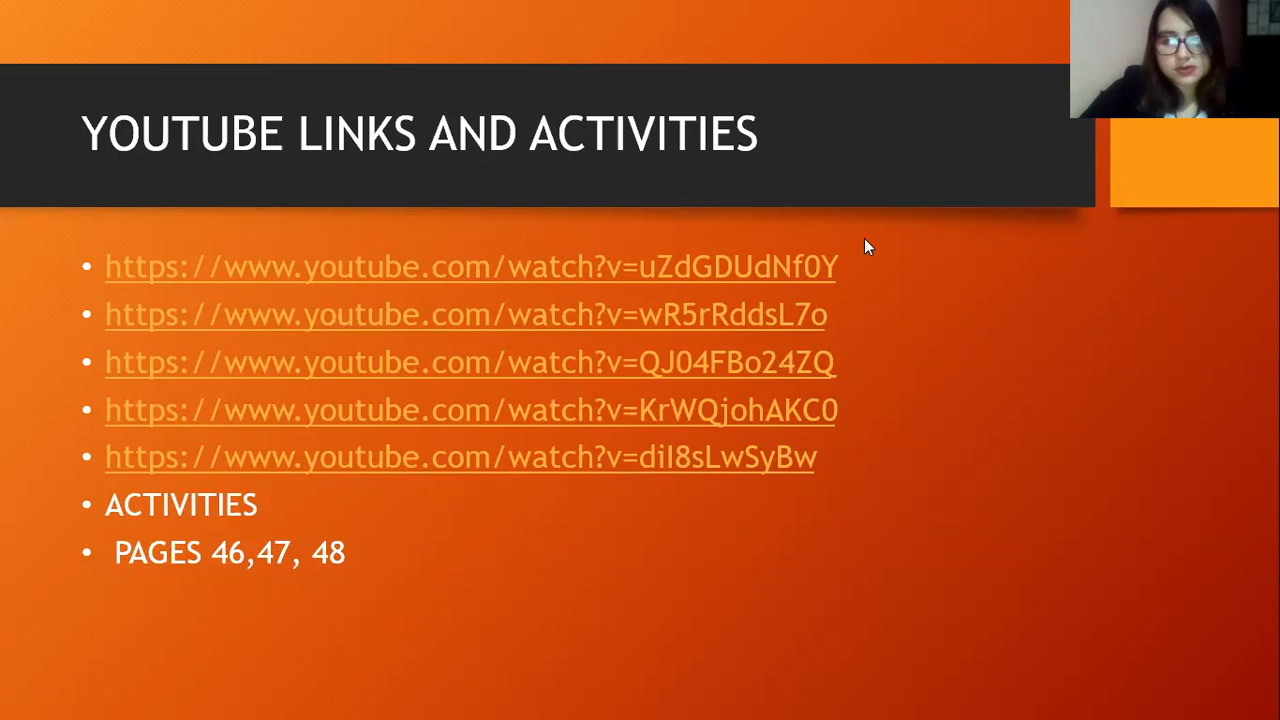 YOUTUBE LINKS AND ACTIVITIES
• https://www.youtube.com/watch?v=uZdGDUdNf0Y
• https://www.youtube.com/watch?v=wR5rRddsL7o
• https://www.youtube.com/watch?v=QJ04FBo24ZQ
• https://www.youtube.com/watch?v=KrWQjohAKC0
• https://www.youtube.com/watch?v=diI8sLwSyBw
• ACTIVITIES
• PAGES 46,47, 48